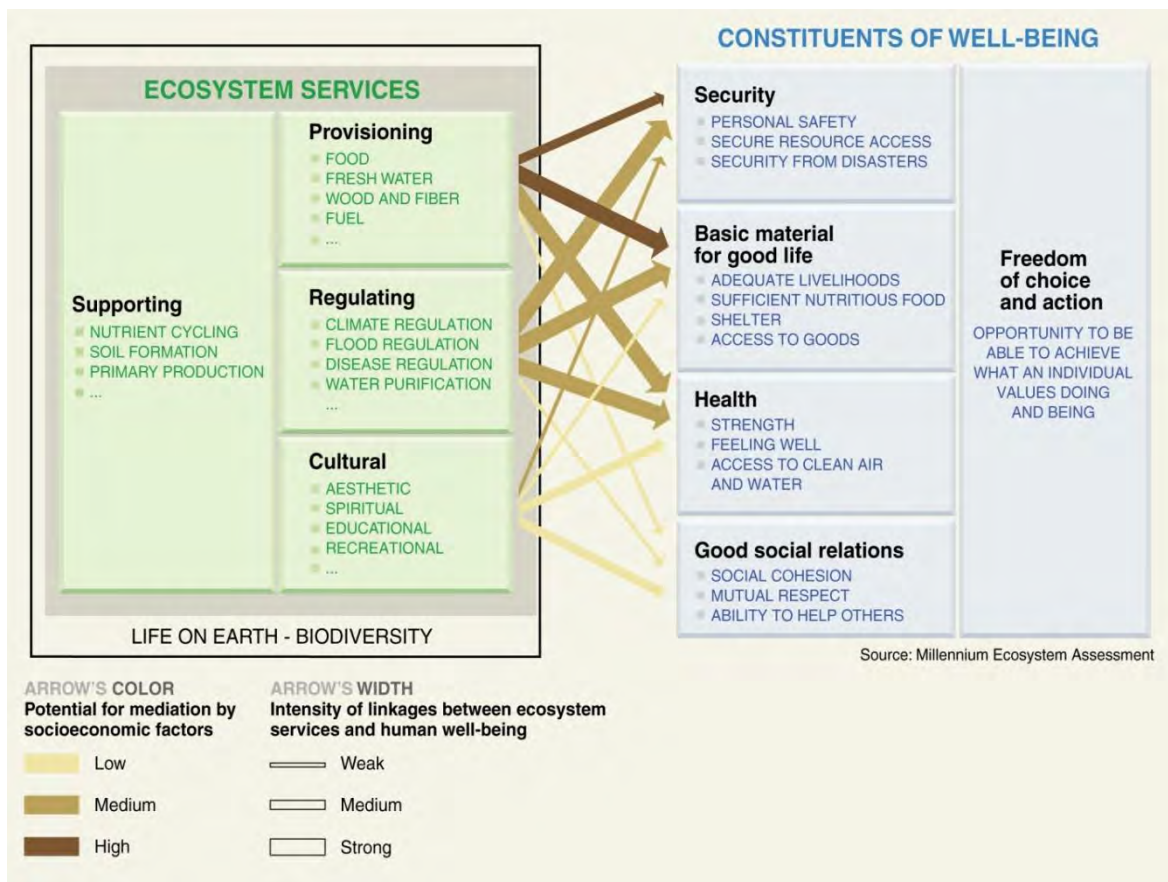 CONSTITUENTS OF WELL-BEING
ECOSYSTEM SERVICES
Supporting
NUTRIENT CYCLING
SOIL FORMATION
PRIMARY PRODUCTION
...
Provisioning
FOOD
FRESH WATER
WOOD AND FIBER
FUEL
...
Regulating
CLIMATE REGULATION
FLOOD REGULATION
DISEASE REGULATION
WATER PURIFICATION
...
Cultural
AESTHETIC
SPIRITUAL
EDUCATIONAL
RECREATIONAL
...
LIFE ON EARTH - BIODIVERSITY
Security
PERSONAL SAFETY
SECURE RESOURCE ACCESS
SECURITY FROM DISASTERS
Basic material
for good life
ADEQUATE LIVELIHOODS
SUFFICIENT NUTRITIOUS FOOD
SHELTER
ACCESS TO GOODS
Health
STRENGTH
FEELING WELL
ACCESS TO CLEAN AIR
AND WATER
Good social relations
SOCIAL COHESION
MUTUAL RESPECT
ABILITY TO HELP OTHERS
Freedom
of choice
and action
OPPORTUNITY TO BE
ABLE TO ACHIEVE
WHAT AN INDIVIDUAL
VALUES DOING
AND BEING
Source: Millennium Ecosystem Assessment
ARROW'S COLOR
Potential for mediation by
socioeconomic factors
Low
Medium
High
ARROW'S WIDTH
Intensity of linkages between ecosystem
services and human well-being
Weak
Medium
Strong